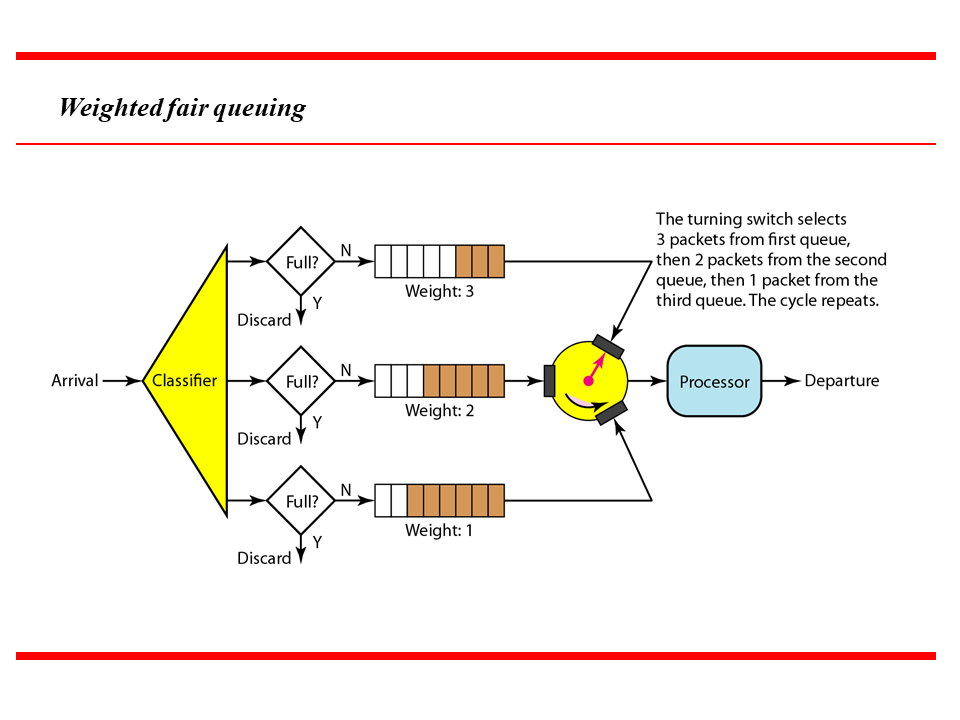 Weighted fair queuing
The turning switch selects
3 packets from first queue,
then 2 packets from the second
queue, then 1 packet from the
third queue. The cycle repeats.
Full?
N
Weight: 3
Y
Discard
Arrival
Classifier
Full?
N
Weight: 2
Y
Discard
Processor
Departure
Full?
N
Weight: 1
Y
Discard